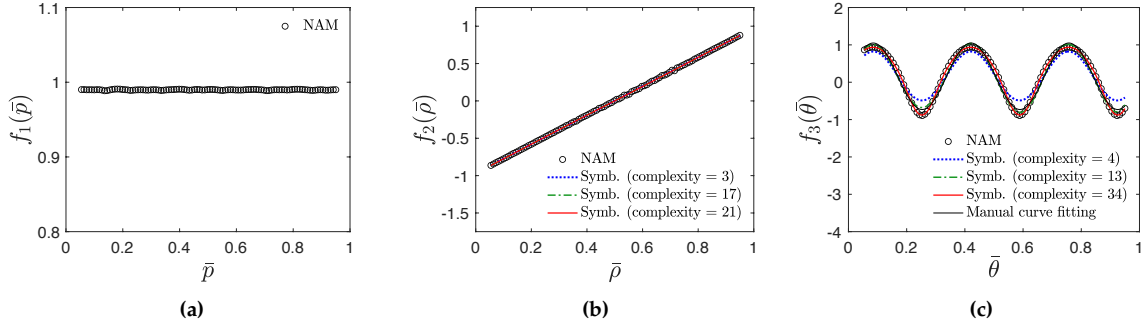 1.1
1
0.9
0.8
0 0.2 0.4 0.6 0.8 1
f₁(p̄)
p̄
NAM
(a)
1
0.5
0
-0.5
-1
-1.5
0 0.2 0.4 0.6 0.8 1
f₂(ρ̄)
ρ̄
NAM
Symb. (complexity = 3)
Symb. (complexity = 17)
Symb. (complexity = 21)
(b)
2
1
0
-1
-2
-3
-4
0 0.2 0.4 0.6 0.8 1
f₃(θ̄)
θ̄
NAM
Symb. (complexity = 4)
Symb. (complexity = 13)
Symb. (complexity = 34)
Manual curve fitting
(c)